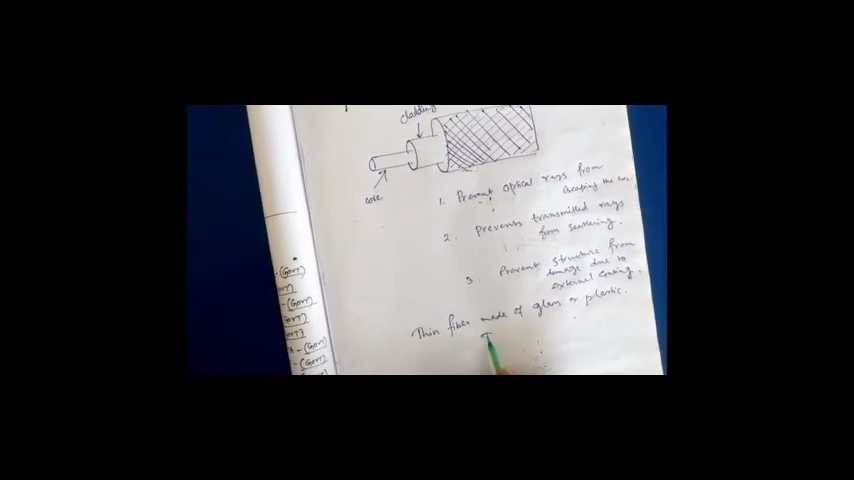 cladding
core
1. Prevent optical rays from
escaping the
2. Prevents transmitted rays
from scattering.
3. Prevent structure from
damage due to
external coating.
Thin fiber made of glass or plastic.
-(Govt)
-(Govt)
-(Govt)
-(Govt)